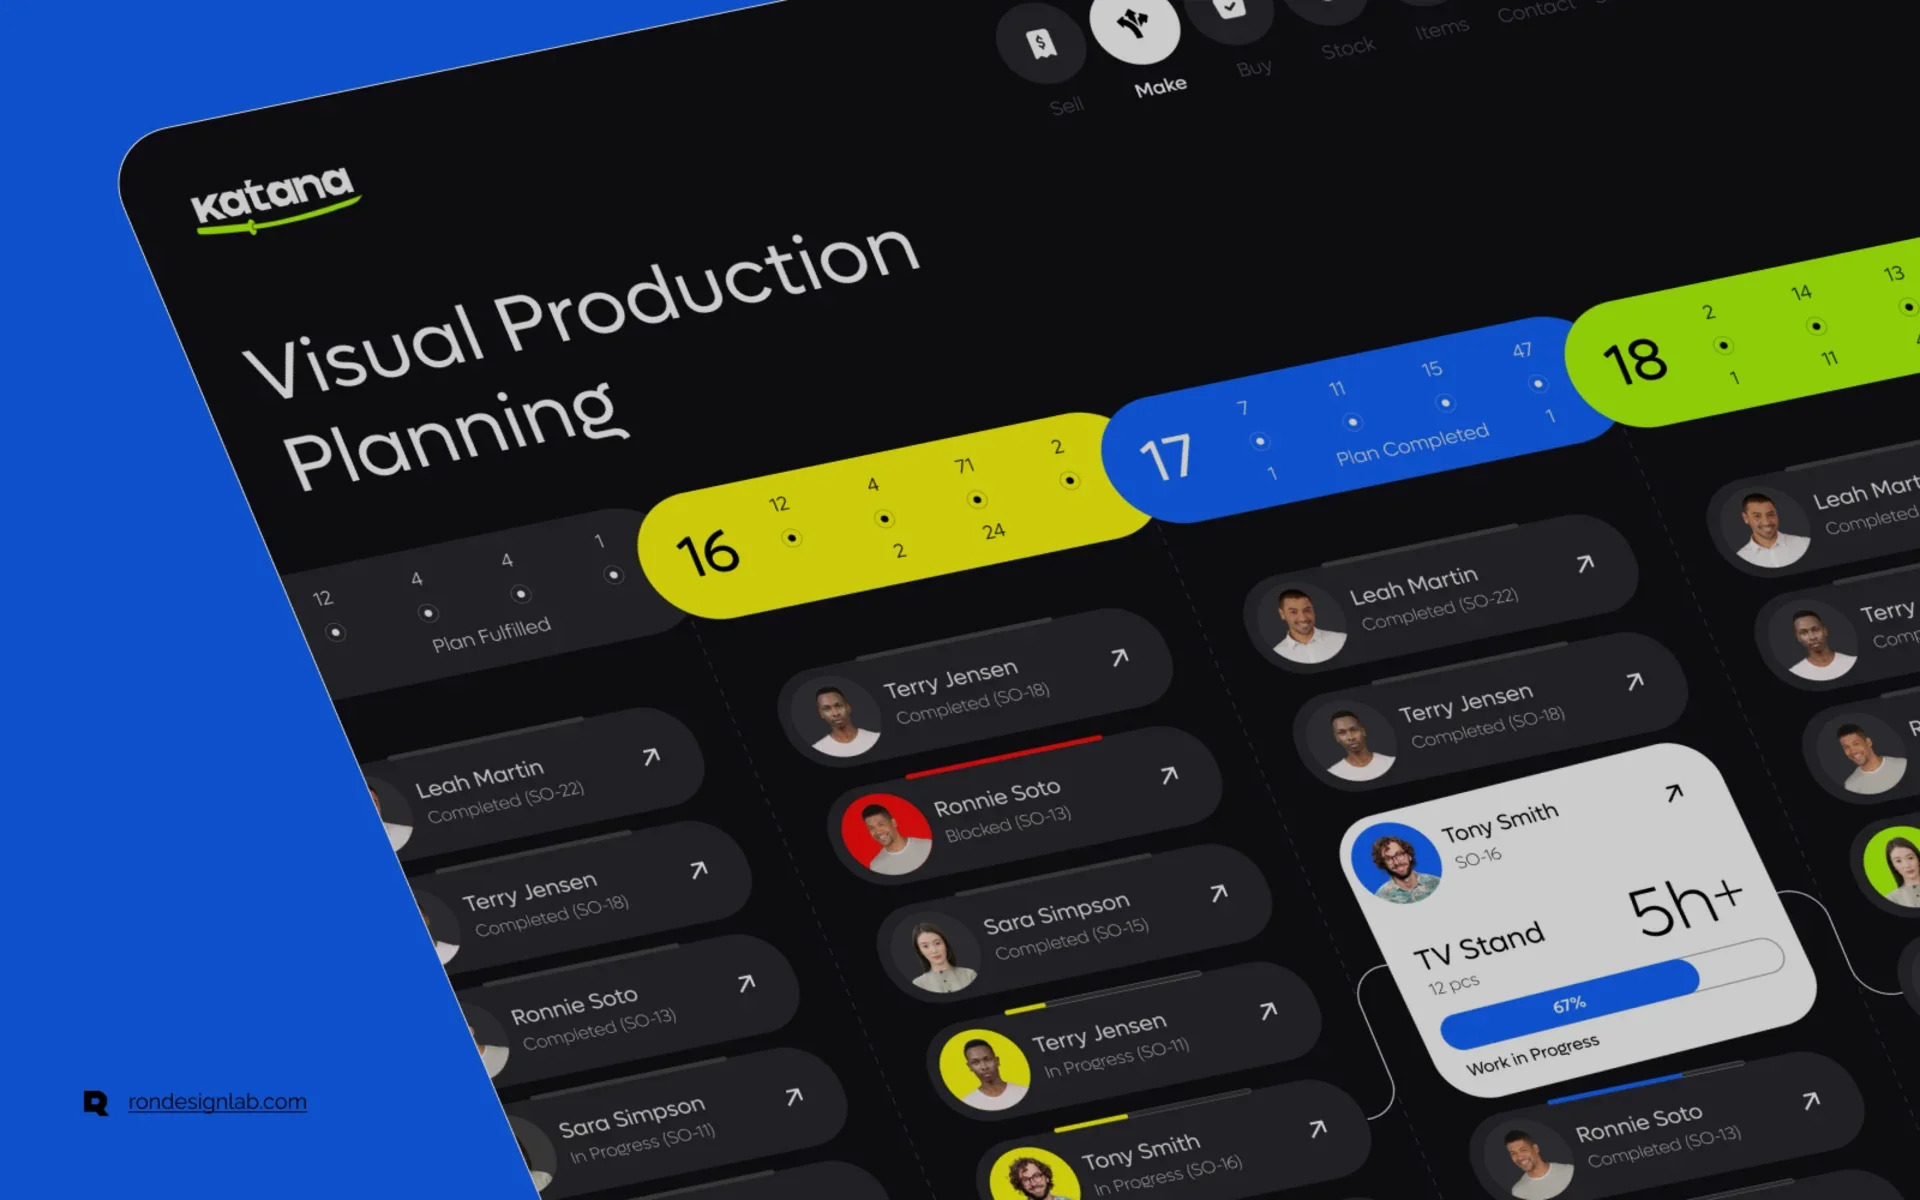 Sell
Make
Buy
Stock
Items
Contact
katana
Visual Production
Planning
12
4
4
1
Plan Fulfilled
16
12
4
71
2
2
24
17
7
11
15
47
1
Plan Completed
1
18
2
14
13
1
11
Leah Martin
Completed (SO-22)
Terry Jensen
Completed (SO-18)
Ronnie Soto
Completed (SO-13)
Sara Simpson
In Progress (SO-11)
Terry Jensen
Completed (SO-18)
Ronnie Soto
Blocked (SO-13)
Sara Simpson
Completed (SO-15)
Terry Jensen
In Progress (SO-11)
Tony Smith
In Progress (SO-16)
Leah Martin
Completed (SO-22)
Terry Jensen
Completed (SO-18)
Tony Smith
SO-16
5h+
TV Stand
12 pcs
67%
Work in Progress
Ronnie Soto
Completed (SO-13)
Leah Mart
Completed
Terry
Comp
R
rondesignlab.com